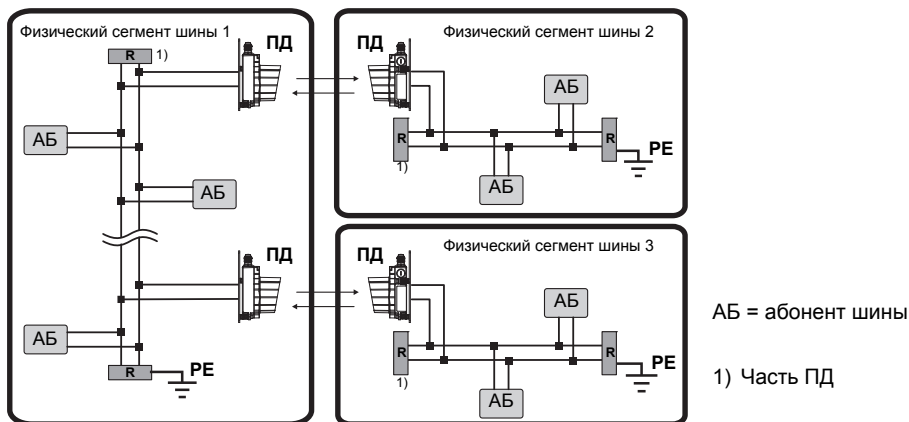 Физический сегмент шины 1
R 1)
ПД
АБ
АБ
ПД
АБ
R
PE
Физический сегмент шины 2
ПД
АБ
R
R
1)
PE
АБ
Физический сегмент шины 3
ПД
АБ
R
R
1)
PE
АБ
АБ = абонент шины
1) Часть ПД